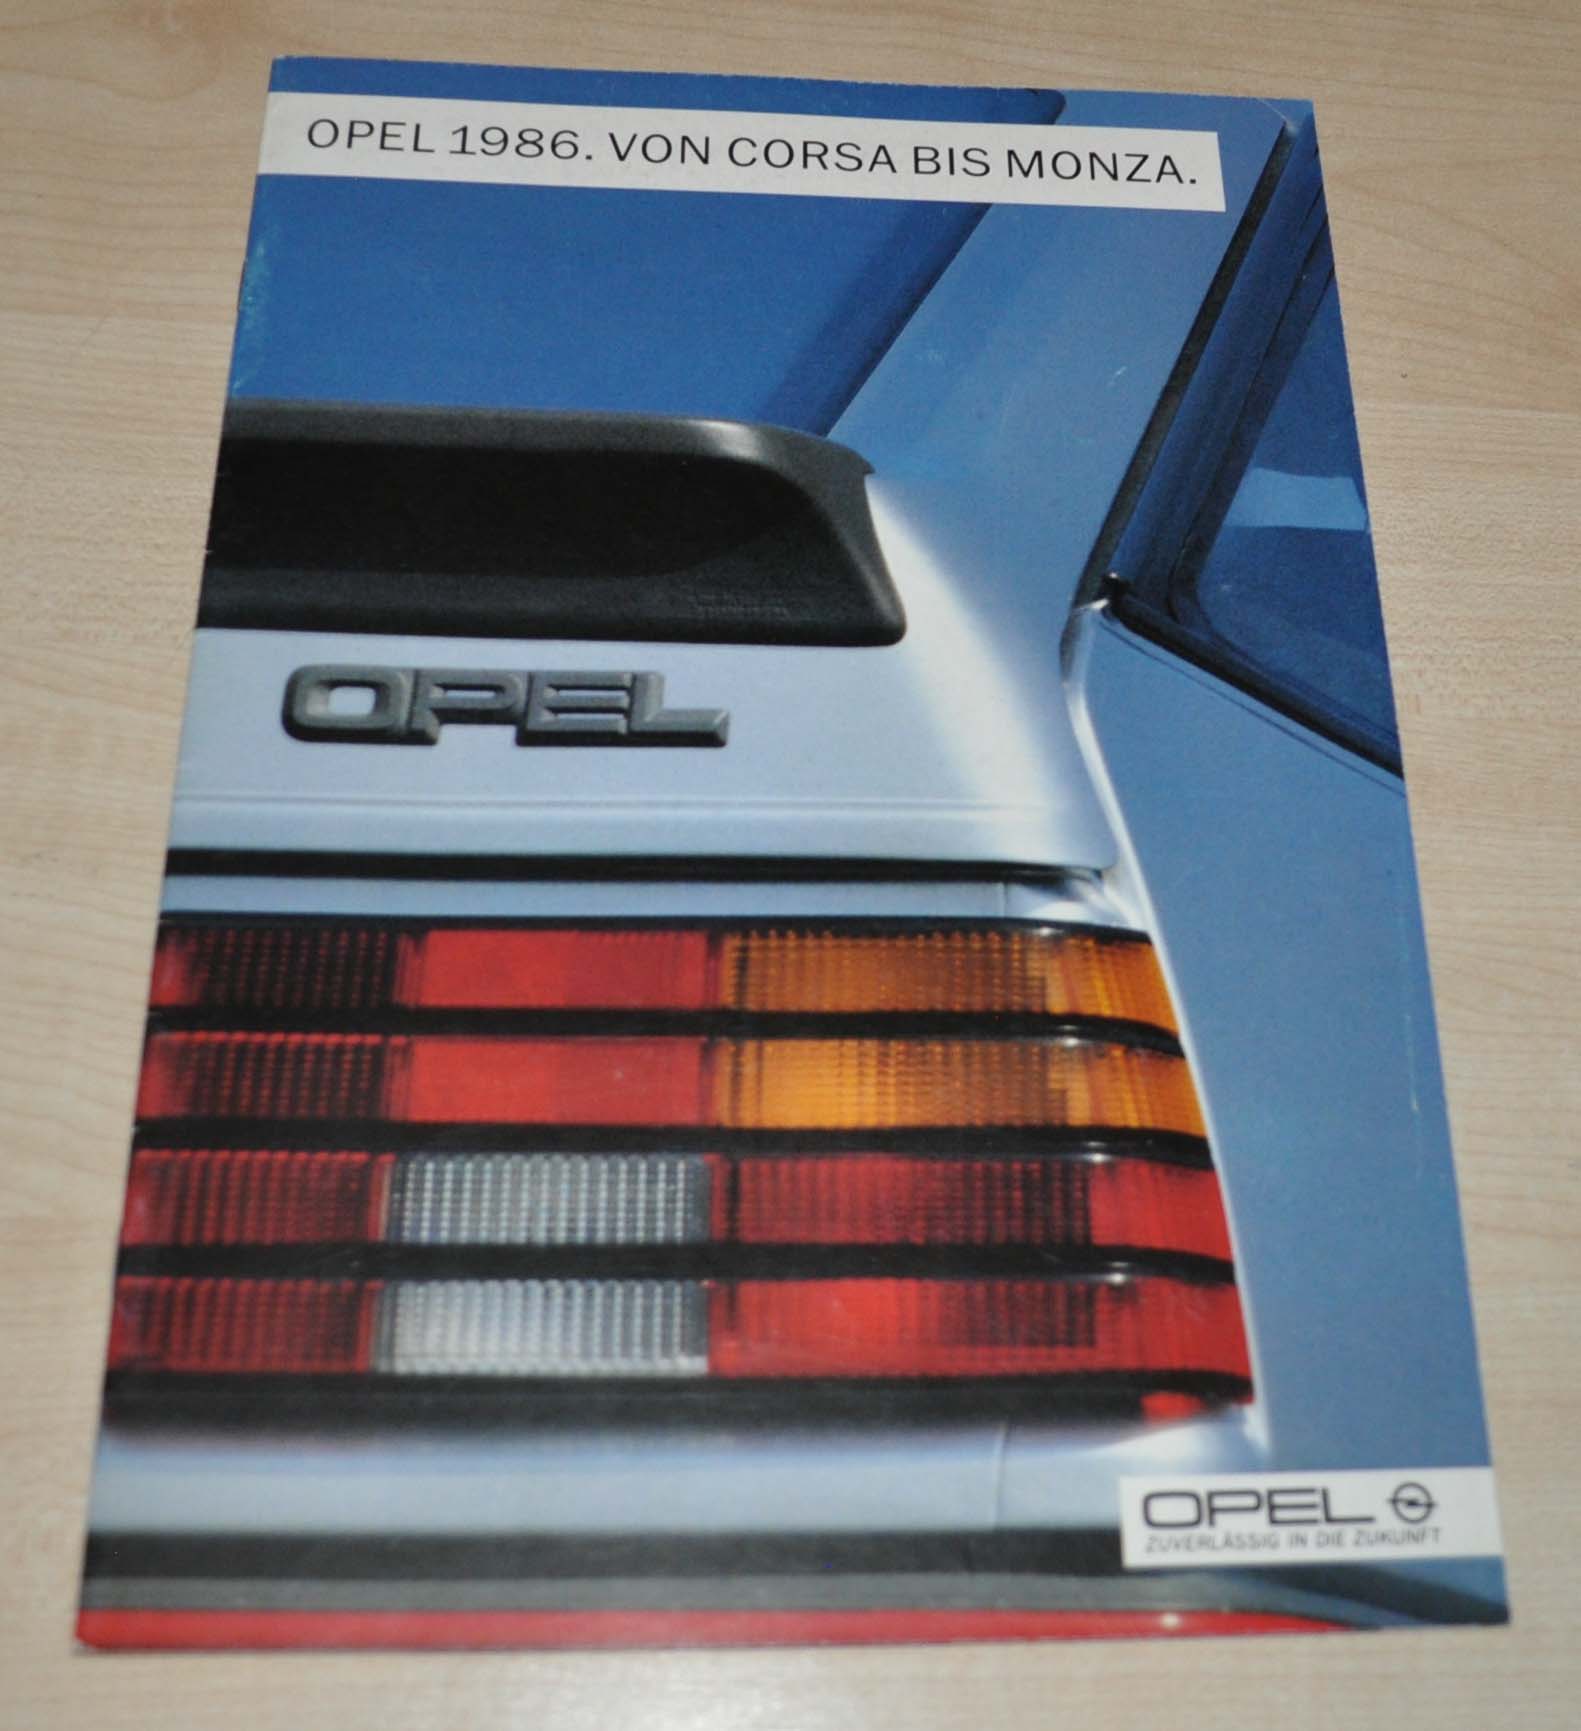 OPEL 1986. VON CORSA BIS MONZA.
OPEL
OPEL
ZUVERLÄSSIG IN DIE ZUKUNFT